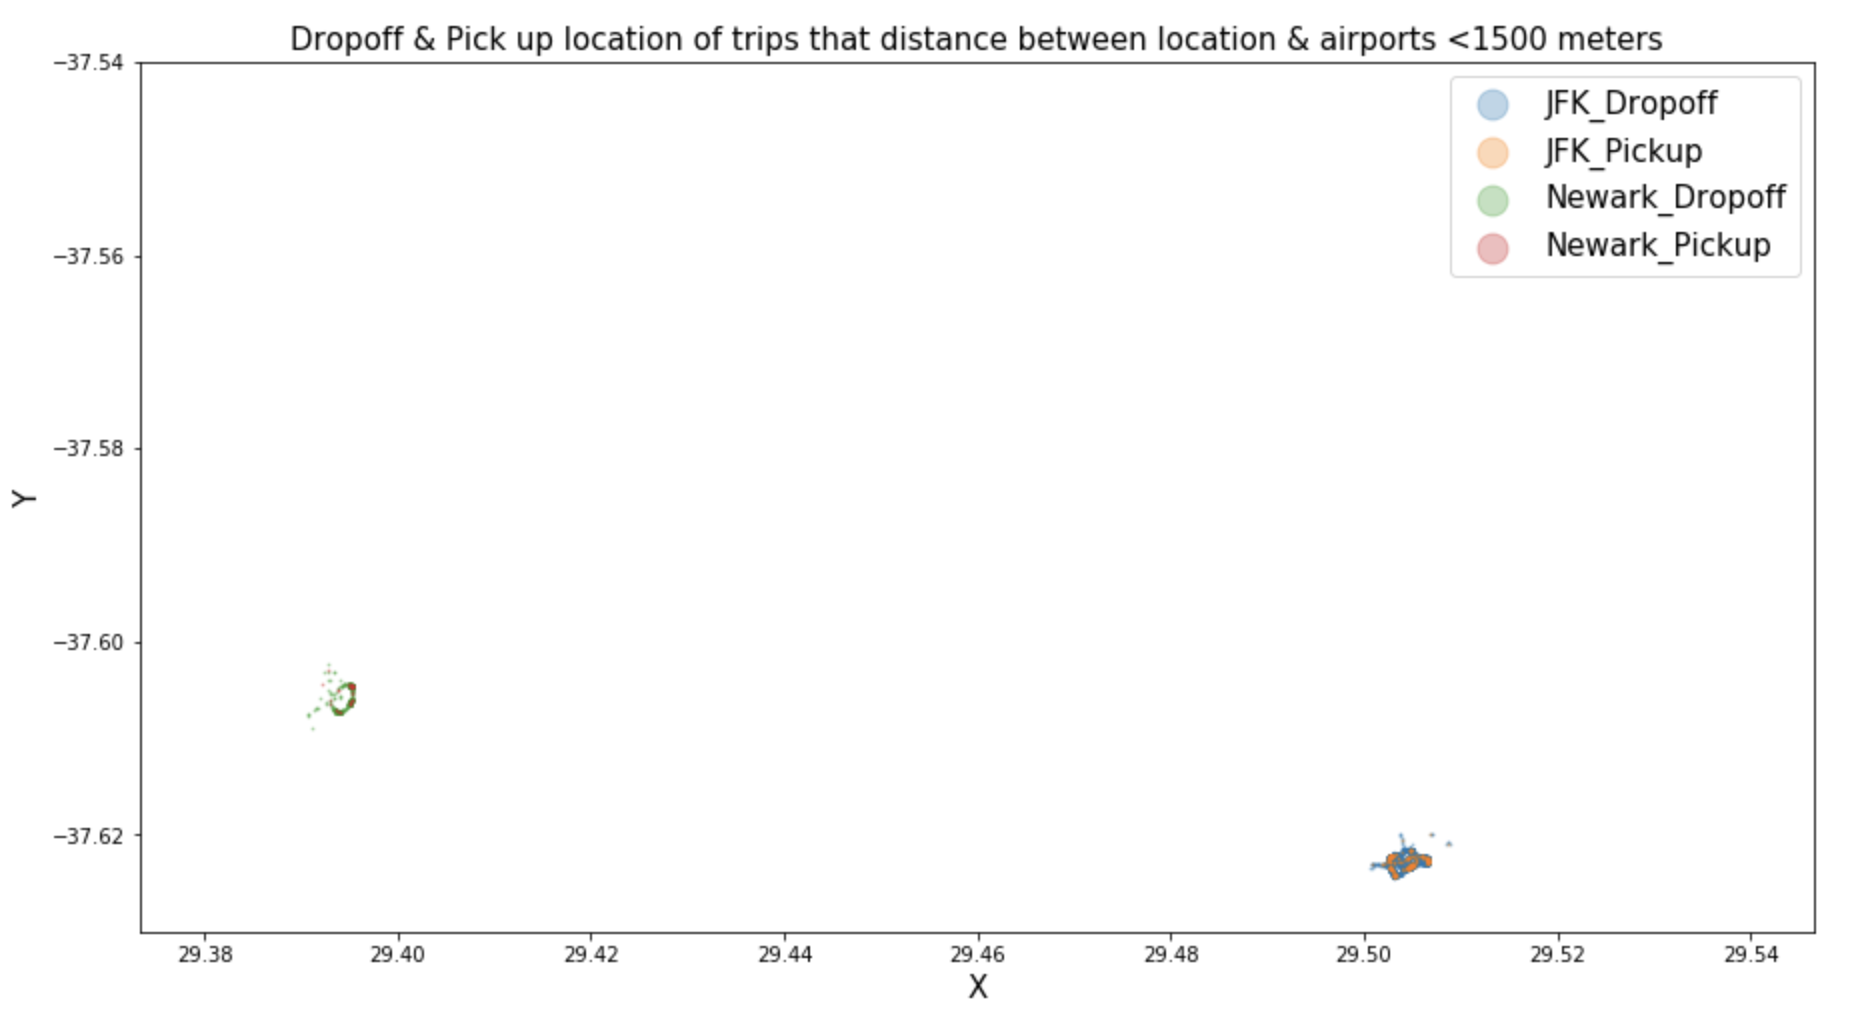 Dropoff & Pick up location of trips that distance between location & airports <1500 meters
−37.54
−37.56
−37.58
−37.60
−37.62
Y
JFK_Dropoff
JFK_Pickup
Newark_Dropoff
Newark_Pickup
29.38 29.40 29.42 29.44 29.46 29.48 29.50 29.52 29.54
X